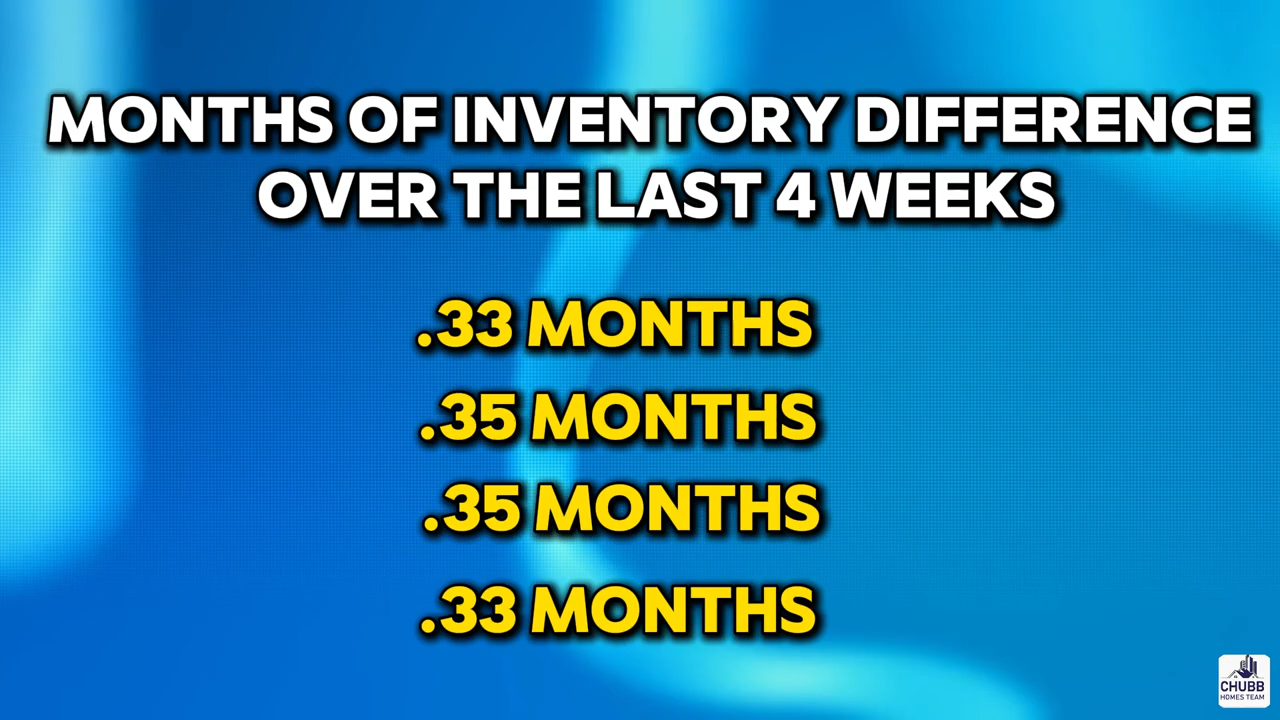 MONTHS OF INVENTORY DIFFERENCE
OVER THE LAST 4 WEEKS
.33 MONTHS
.35 MONTHS
.35 MONTHS
.33 MONTHS
CHUBB
HOMES TEAM